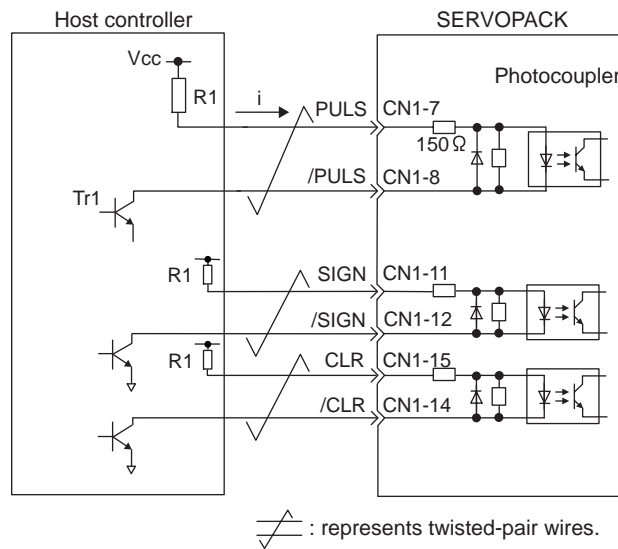 Host controller
SERVOPACK
Vcc
Photocoupler
R1
i
PULS
CN1-7
150Ω
Tr1
/PULS
CN1-8
R1
SIGN
CN1-11
/SIGN
CN1-12
R1
CLR
CN1-15
/CLR
CN1-14
: represents twisted-pair wires.